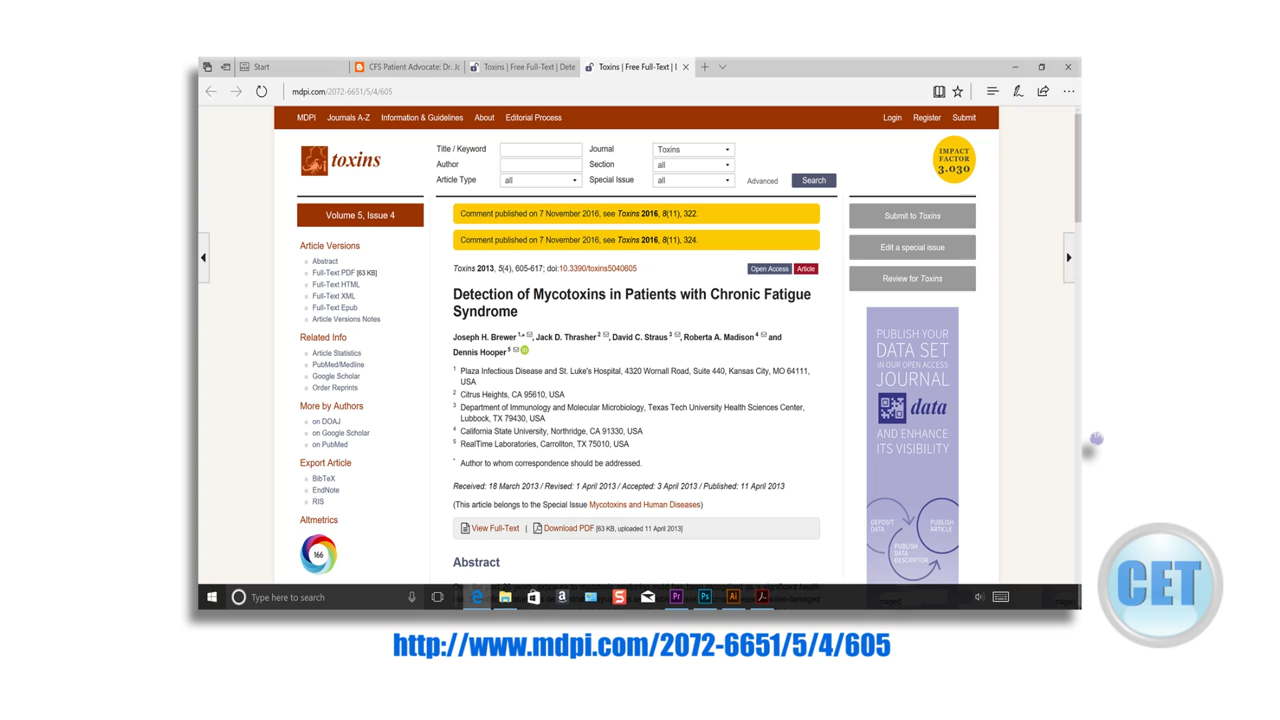 Start
CFS Patient Advocate: Dr. Jc
Toxins | Free Full-Text | Dete
Toxins | Free Full-Text | I
mdpi.com/2072-6651/5/4/605
MDPI Journals A-Z Information & Guidelines About Editorial Process
Login Register Submit
toxins
Title / Keyword
Journal Toxins
Author
Section all
Article Type all
Special Issue all
Advanced Search
IMPACT
FACTOR
3.030
Volume 5, Issue 4
Article Versions
Abstract
Full-Text PDF [63 KB]
Full-Text HTML
Full-Text XML
Full-Text Epub
Article Versions Notes
Related Info
Article Statistics
PubMed/Medline
Google Scholar
Order Reprints
More by Authors
on DOAJ
on Google Scholar
on PubMed
Export Article
BibTeX
EndNote
RIS
Altmetrics
166
Comment published on 7 November 2016, see Toxins 2016, 8(11), 322.
Comment published on 7 November 2016, see Toxins 2016, 8(11), 324.
Toxins 2013, 5(4), 605-617; doi:10.3390/toxins5040605
Open Access Article
Detection of Mycotoxins in Patients with Chronic Fatigue
Syndrome
Joseph H. Brewer 1,* , Jack D. Thrasher 2 , David C. Straus 3 , Roberta A. Madison 4 and
Dennis Hooper 5
1 Plaza Infectious Disease and St. Luke's Hospital, 4320 Wornall Road, Suite 440, Kansas City, MO 64111,
USA
2 Citrus Heights, CA 95610, USA
3 Department of Immunology and Molecular Microbiology, Texas Tech University Health Sciences Center,
Lubbock, TX 79430, USA
4 California State University, Northridge, CA 91330, USA
5 RealTime Laboratories, Carrollton, TX 75010, USA
* Author to whom correspondence should be addressed.
Received: 18 March 2013 / Revised: 1 April 2013 / Accepted: 3 April 2013 / Published: 11 April 2013
(This article belongs to the Special Issue Mycotoxins and Human Diseases)
View Full-Text | Download PDF [63 KB, uploaded 11 April 2013]
Abstract
Submit to Toxins
Edit a special issue
Review for Toxins
PUBLISH YOUR
DATA SET
IN OUR OPEN ACCESS
JOURNAL
data
AND ENHANCE
ITS VISIBILITY
DEPOSIT
DATA
PUBLISH
ARTICLE
PUBLISH
DATA
DESCRIPTOR
Type here to search
CET
http://www.mdpi.com/2072-6651/5/4/605